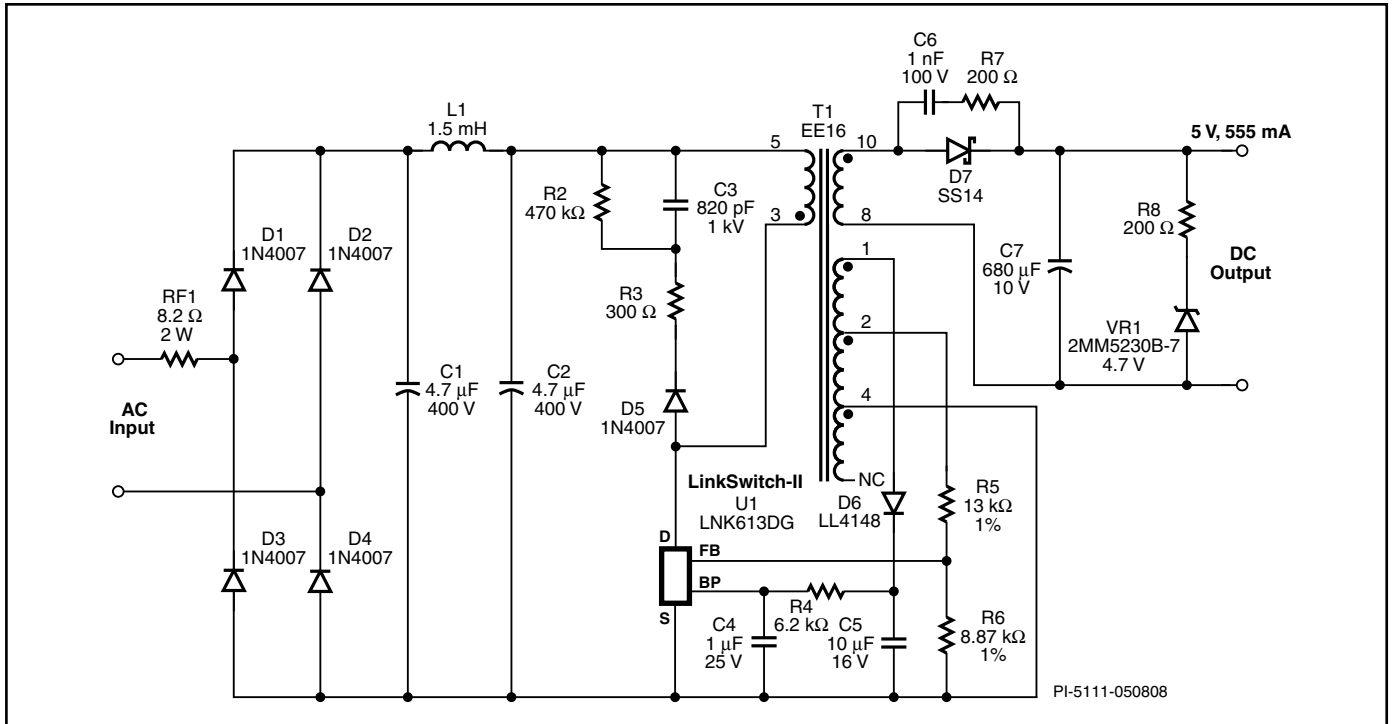 C6
1 nF
100 V
R7
200 Ω
L1
1.5 mH
T1
EE16
5
10
5 V, 555 mA
D7
SS14
R2
470 kΩ
C3
820 pF
1 kV
3
8
R8
200 Ω
D1
1N4007
D2
1N4007
1
C7
680 µF
10 V
DC
Output
RF1
8.2 Ω
2 W
R3
300 Ω
2
VR1
2MM5230B-7
4.7 V
C1
4.7 µF
400 V
C2
4.7 µF
400 V
AC
Input
D5
1N4007
4
NC
LinkSwitch-II
U1
LNK613DG
D6
LL4148
R5
13 kΩ
1%
D3
1N4007
D4
1N4007
D
FB
BP
S
R4
6.2 kΩ
C4
1 µF
25 V
C5
10 µF
16 V
R6
8.87 kΩ
1%
PI-5111-050808